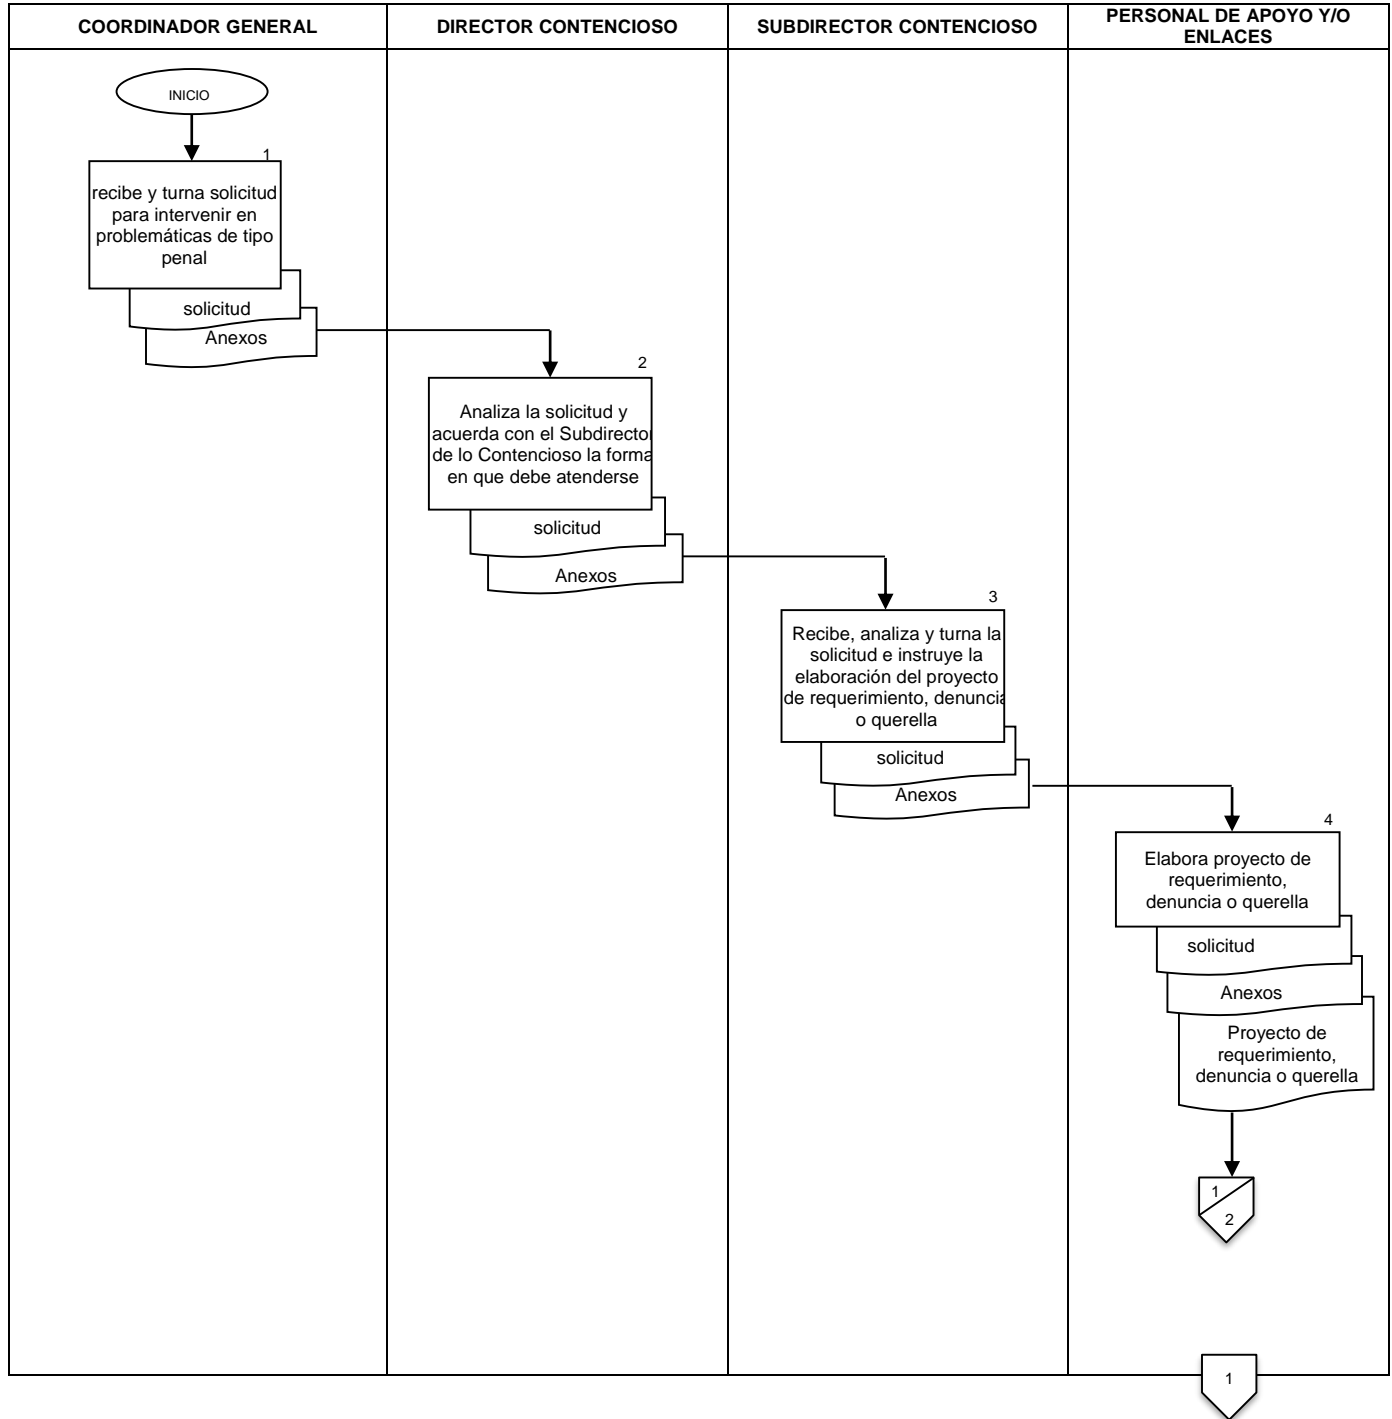 COORDINADOR GENERAL
DIRECTOR CONTENCIOSO
SUBDIRECTOR CONTENCIOSO
PERSONAL DE APOYO Y/O
ENLACES
INICIO
1
recibe y turna solicitud
para intervenir en
problemáticas de tipo
penal
solicitud
Anexos
2
Analiza la solicitud y
acuerda con el Subdirector
de lo Contencioso la forma
en que debe atenderse
solicitud
Anexos
3
Recibe, analiza y turna la
solicitud e instruye la
elaboración del proyecto
de requerimiento, denuncia
o querella
solicitud
Anexos
4
Elabora proyecto de
requerimiento,
denuncia o querella
solicitud
Anexos
Proyecto de
requerimiento,
denuncia o querella
1
2
1